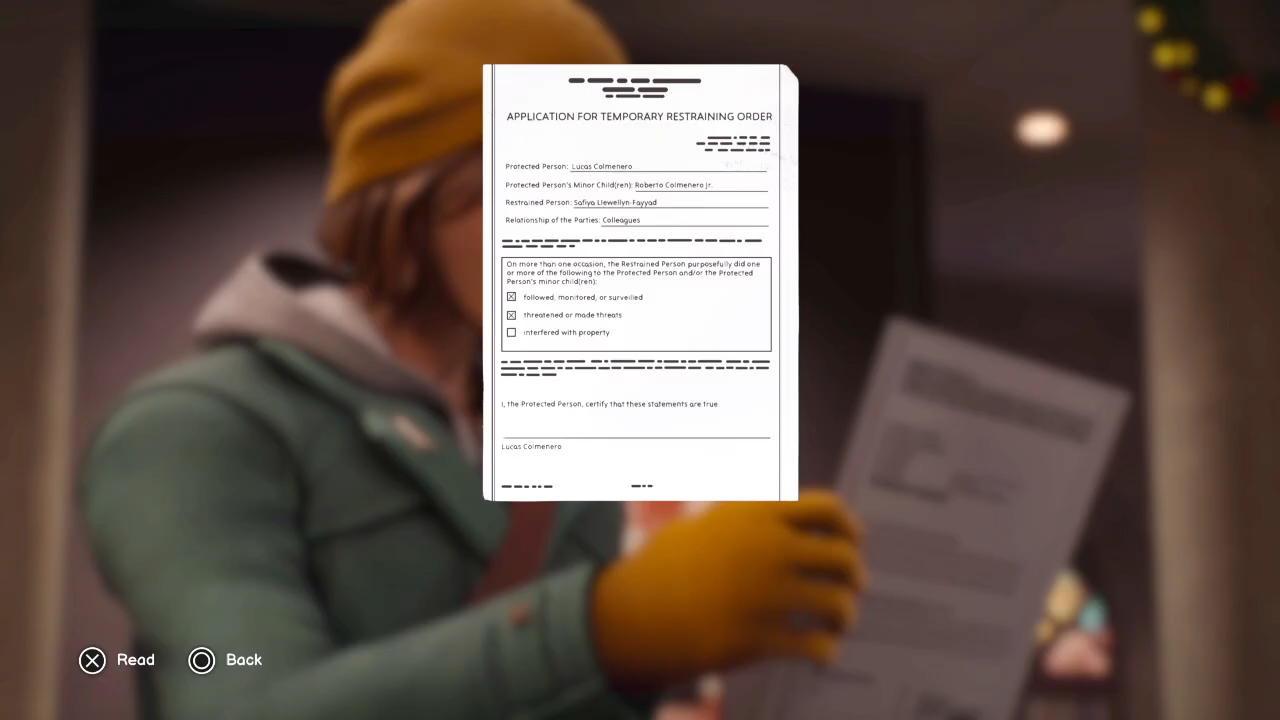 APPLICATION FOR TEMPORARY RESTRAINING ORDER
Protected Person: Lucas Colmenero
Protected Person's Minor Child(ren): Roberto Colmenero Jr.
Restrained Person: Safiya Llewellyn-Fayyad
Relationship of the Parties: Colleagues
On more than one occasion, the Restrained Person purposefully did one
or more of the following to the Protected Person and/or the Protected
Person's minor child(ren):
followed, monitored, or surveilled
threatened or made threats
interfered with property
I, the Protected Person, certify that these statements are true.
Lucas Colmenero
Read
Back